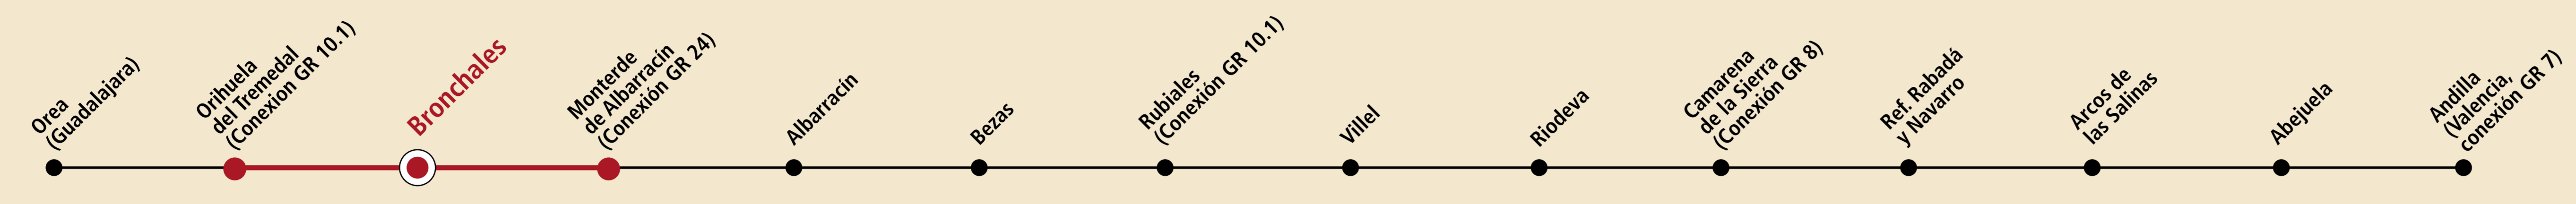 Orea
(Guadalajara)
Orihuela
del Tremedal
(Conexion GR 10.1)
Bronchales
Monterde
de Albarracín
(Conexión GR 24)
Albarracín
Bezas
Rubiales
(Conexión GR 10.1)
Villel
Riodeva
Camarena
de la Sierra
(Conexión GR 8)
Ref. Rabadá
y Navarro
Arcos de
las Salinas
Abejuela
Andilla
(Valencia,
conexión GR 7)